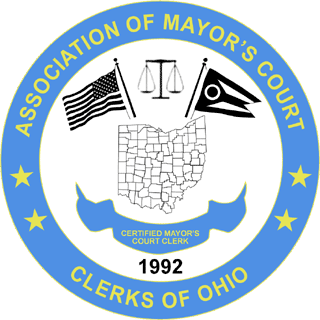 ASSOCIATION OF MAYOR'S COURT
CERTIFIED MAYOR'S
COURT CLERK
1992
CLERKS OF OHIO